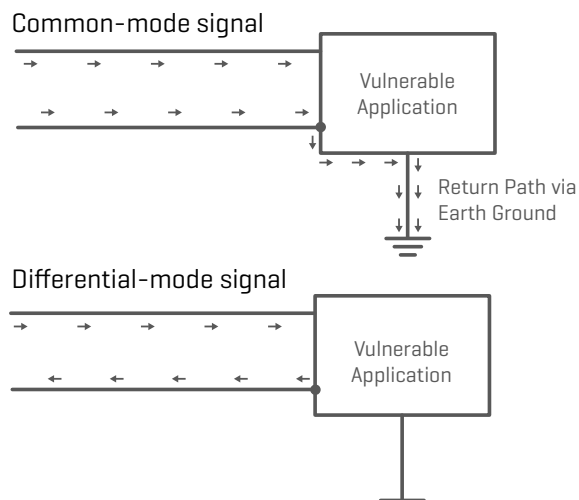 Common-mode signal
Vulnerable
Application
Return Path via
Earth Ground
Differential-mode signal
Vulnerable
Application